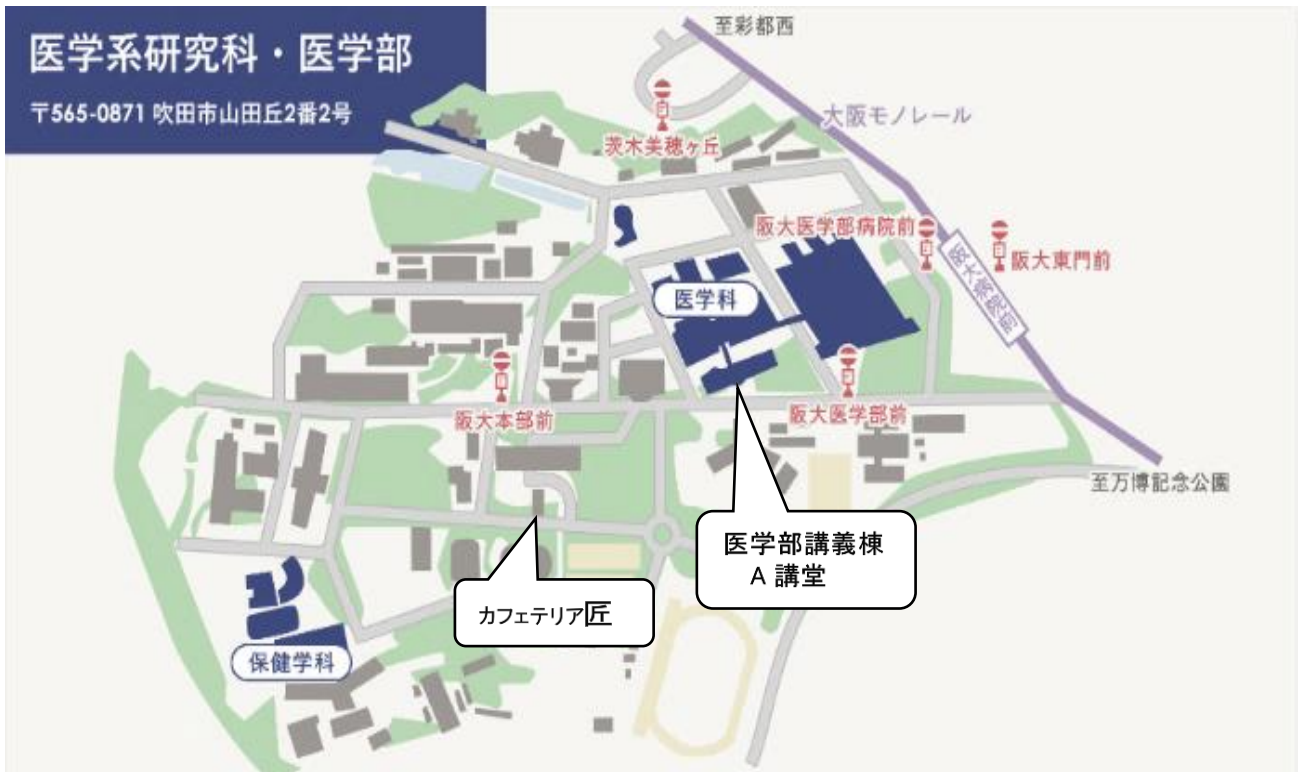 医学系研究科・医学部
〒565-0871 吹田市山田丘2番2号
至彩都西
大阪モノレール
茨木美穂ヶ丘
阪大医学部病院前
阪大東門前
阪大病院前
医学科
阪大本部前
阪大医学部前
至万博記念公園
医学部講義棟
A 講堂
カフェテリア匠
保健学科